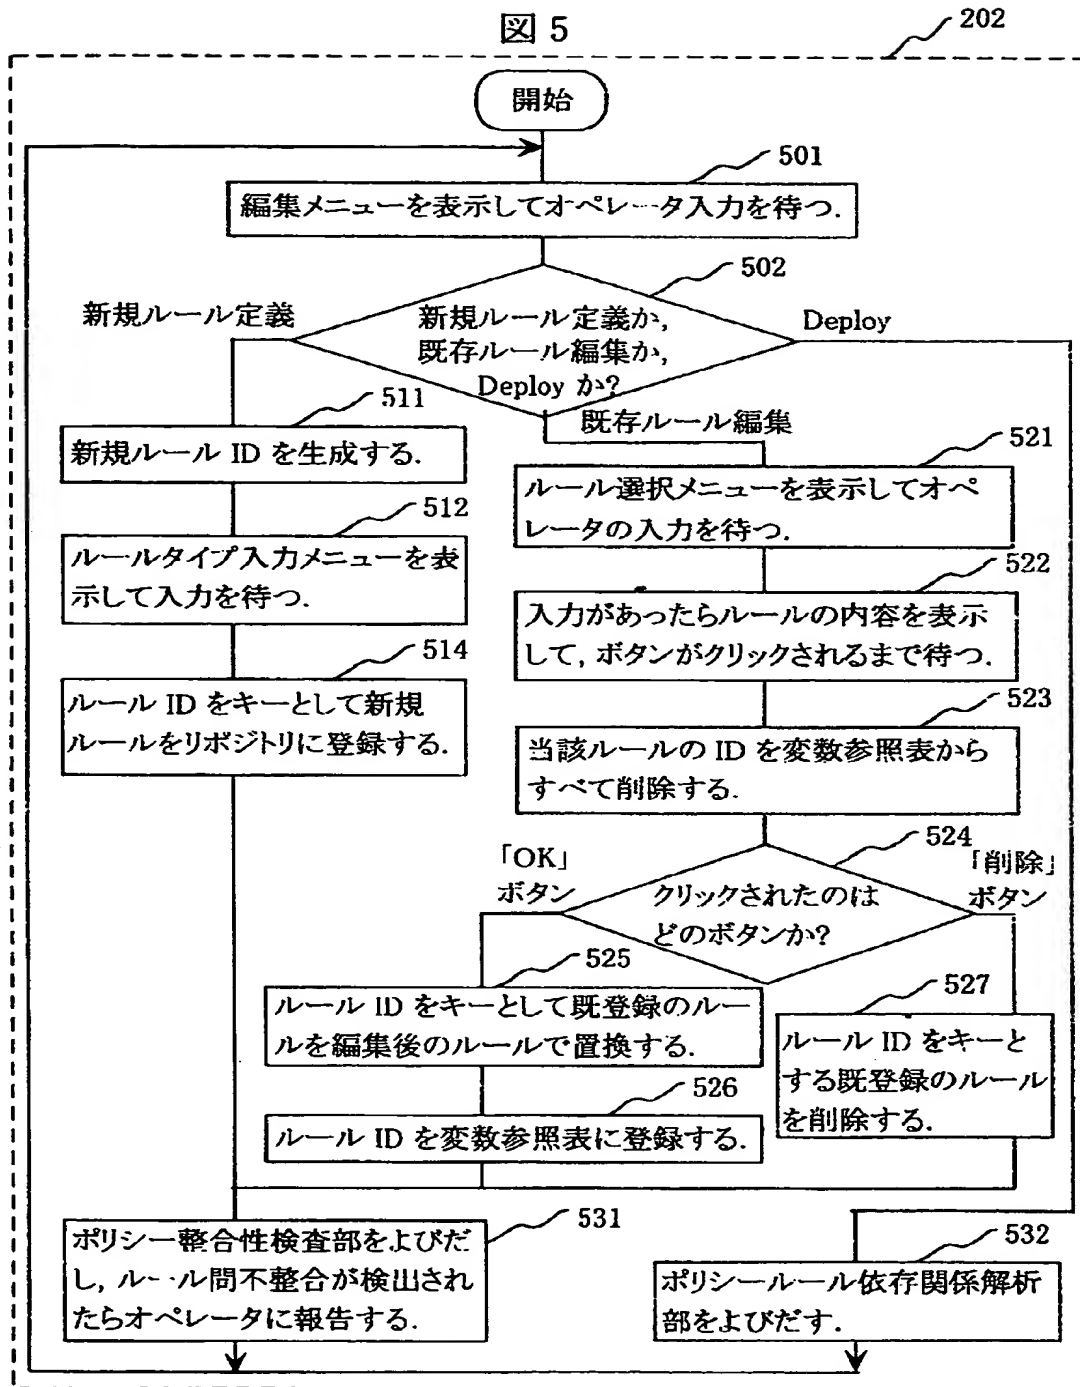 図 5
202
開始
501
編集メニューを表示してオペレータ入力を待つ.
502
新規ルール定義
新規ルール定義か,
既存ルール編集か,
Deploy か?
Deploy
511
既存ルール編集
新規ルール ID を生成する.
521
ルール選択メニューを表示してオペ
レータの入力を待つ.
512
ルールタイプ入力メニューを表
示して入力を待つ.
522
入力があったらルールの内容を表示
して, ボタンがクリックされるまで待つ.
514
ルール ID をキーとして新規
ルールをリポジトリに登録する.
523
当該ルールの ID を変数参照表から
すべて削除する.
524
「OK」
ボタン
クリックされたのは
どのボタンか?
「削除」
ボタン
525
ルール ID をキーとして既登録のルー
ルを編集後のルールで置換する.
527
ルール ID をキーと
する既登録のルール
を削除する.
526
ルール ID を変数参照表に登録する.
531
ポリシー整合性検査部をよびだ
し, ルール間不整合が検出され
たらオペレータに報告する.
532
ポリシールール依存関係解析
部をよびだす.